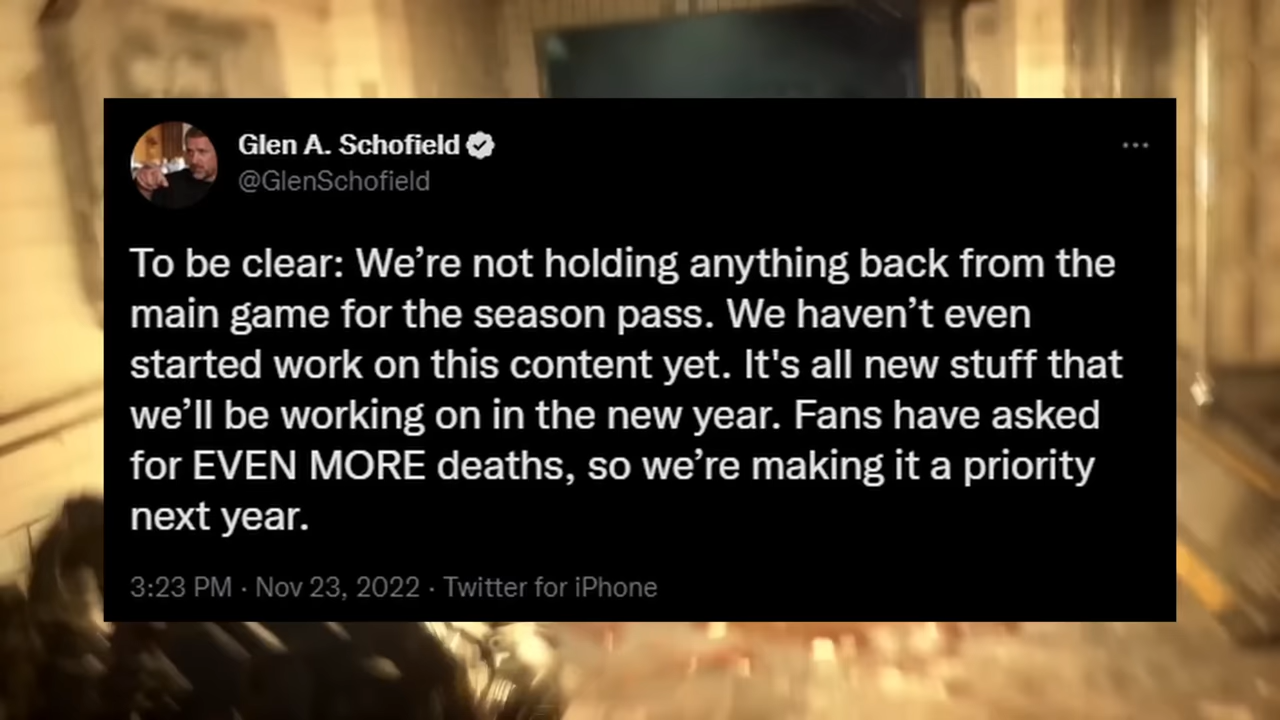 Glen A. Schofield
@GlenSchofield
To be clear: We’re not holding anything back from the
main game for the season pass. We haven’t even
started work on this content yet. It's all new stuff that
we’ll be working on in the new year. Fans have asked
for EVEN MORE deaths, so we’re making it a priority
next year.
3:23 PM · Nov 23, 2022 · Twitter for iPhone